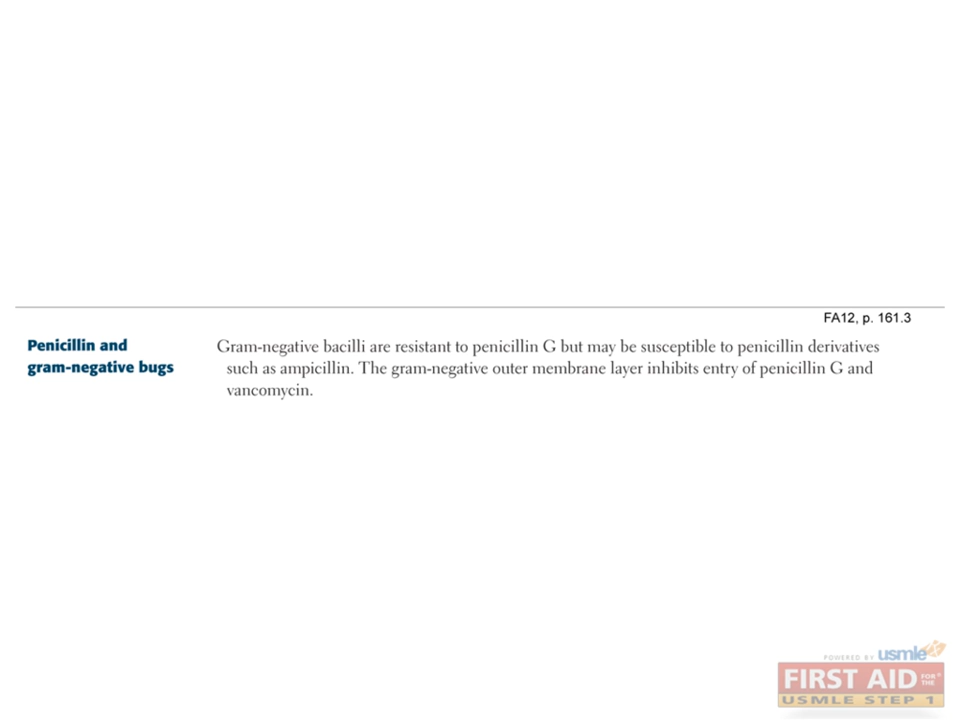 FA12, p. 161.3
Penicillin and
gram-negative bugs
Gram-negative bacilli are resistant to penicillin G but may be susceptible to penicillin derivatives
such as ampicillin. The gram-negative outer membrane layer inhibits entry of penicillin G and
vancomycin.
POWERED BY usmle
FIRST AID FOR THE
USMLE STEP 1